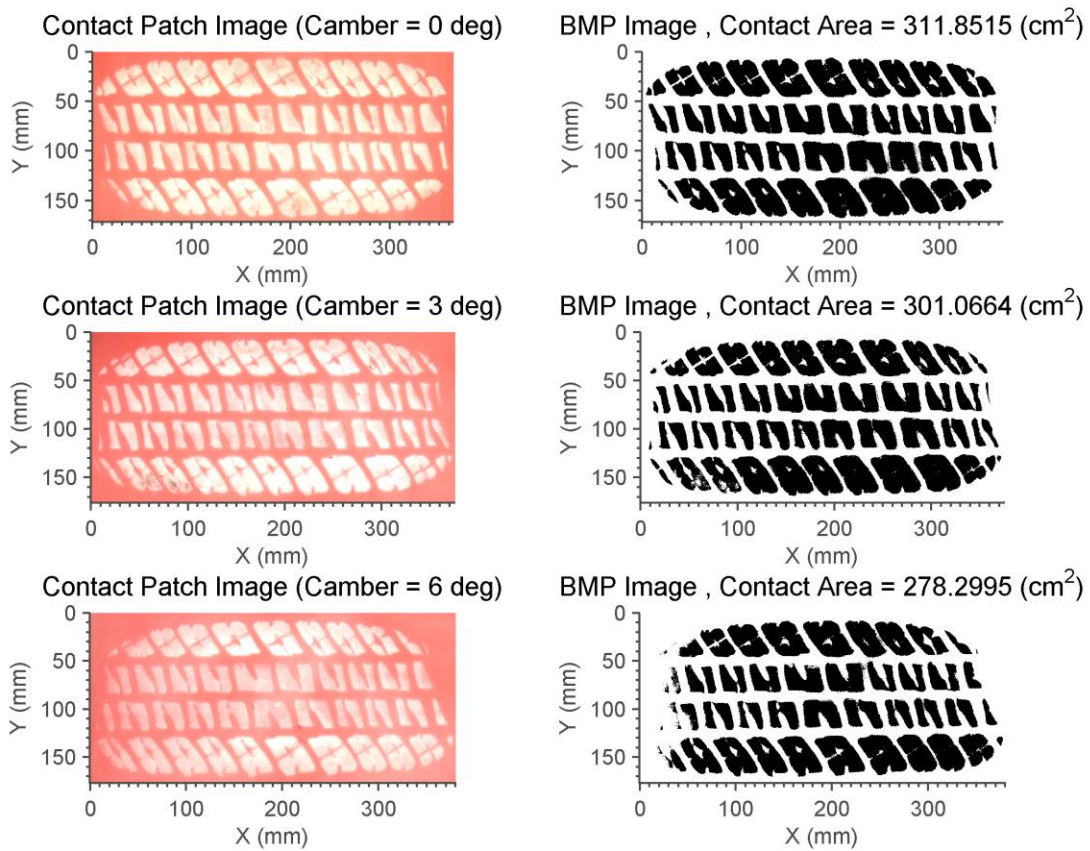 Contact Patch Image (Camber = 0 deg)
BMP Image , Contact Area = 311.8515 (cm²)
0
50
100
150
Y (mm)
0 100 200 300
X (mm)
0
50
100
150
Y (mm)
0 100 200 300
X (mm)
Contact Patch Image (Camber = 3 deg)
BMP Image , Contact Area = 301.0664 (cm²)
0
50
100
150
Y (mm)
0 100 200 300
X (mm)
0
50
100
150
Y (mm)
0 100 200 300
X (mm)
Contact Patch Image (Camber = 6 deg)
BMP Image , Contact Area = 278.2995 (cm²)
0
50
100
150
Y (mm)
0 100 200 300
X (mm)
0
50
100
150
Y (mm)
0 100 200 300
X (mm)